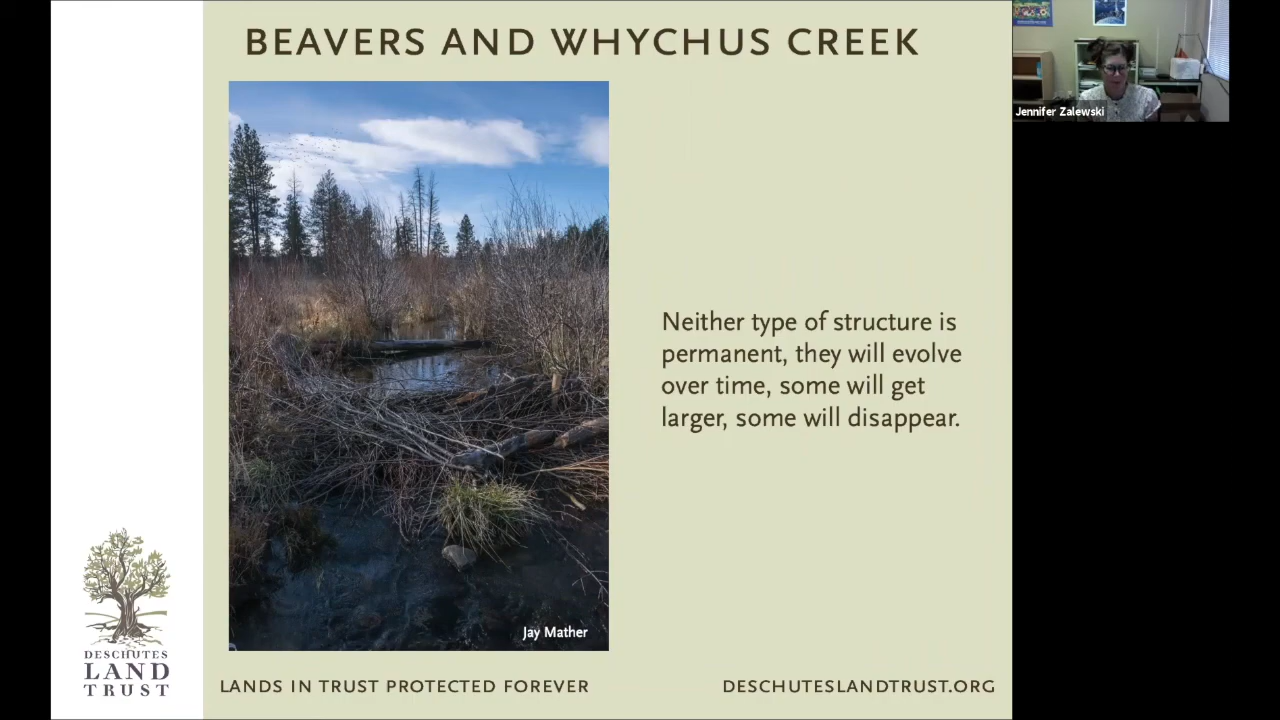 BEAVERS AND WHYCHUS CREEK
Jennifer Zalewski
Neither type of structure is
permanent, they will evolve
over time, some will get
larger, some will disappear.
Jay Mather
DESCHUTES
LAND
TRUST
LANDS IN TRUST PROTECTED FOREVER
DESCHUTESLANDTRUST.ORG